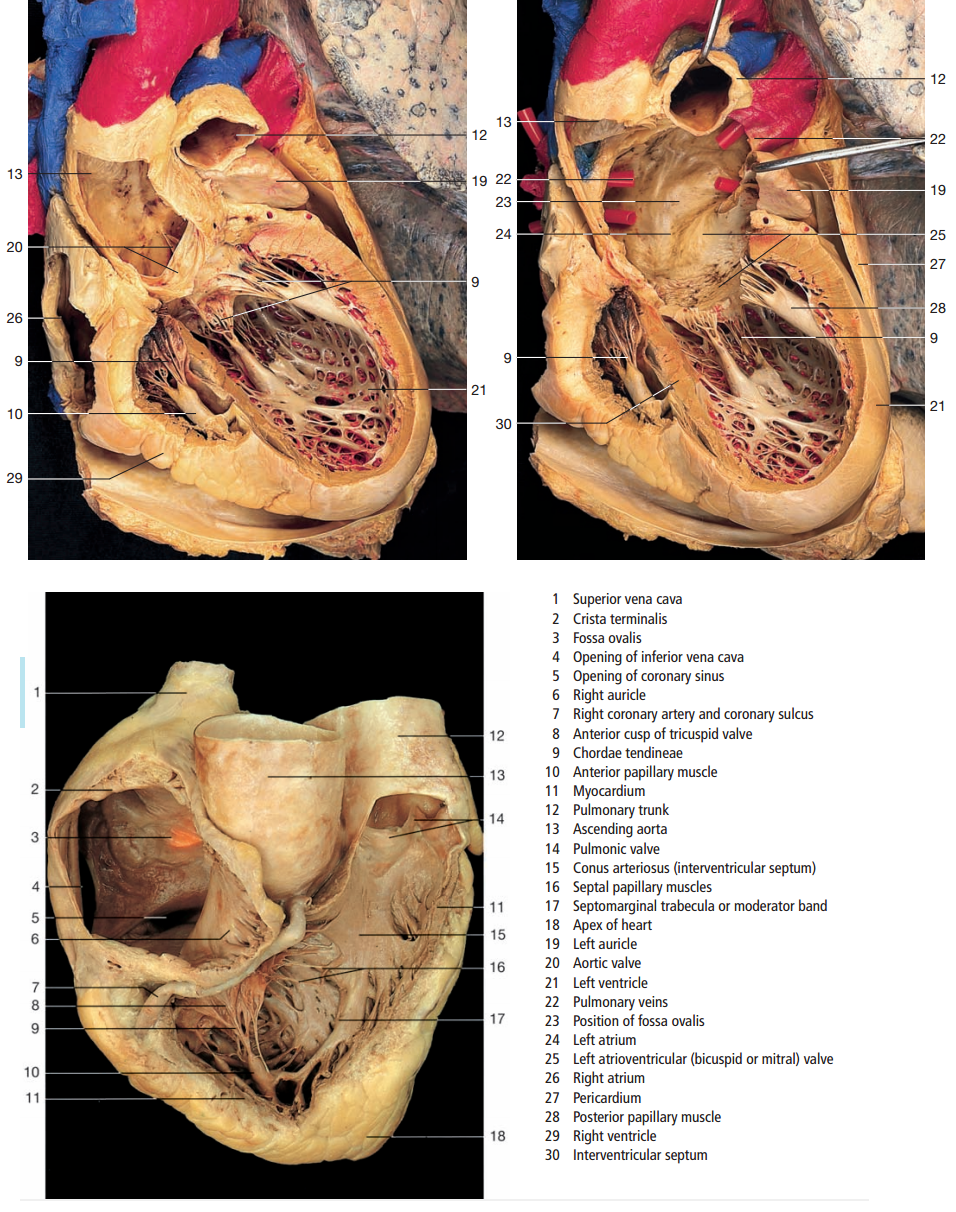 12
13
19
20
9
26
9
10
21
29
12
13
22
22
19
23
24
25
27
28
9
9
21
30
1
12
13
2
14
3
4
11
5
15
6
16
7
8
17
9
10
11
18
1 Superior vena cava
2 Crista terminalis
3 Fossa ovalis
4 Opening of inferior vena cava
5 Opening of coronary sinus
6 Right auricle
7 Right coronary artery and coronary sulcus
8 Anterior cusp of tricuspid valve
9 Chordae tendineae
10 Anterior papillary muscle
11 Myocardium
12 Pulmonary trunk
13 Ascending aorta
14 Pulmonic valve
15 Conus arteriosus (interventricular septum)
16 Septal papillary muscles
17 Septomarginal trabecula or moderator band
18 Apex of heart
19 Left auricle
20 Aortic valve
21 Left ventricle
22 Pulmonary veins
23 Position of fossa ovalis
24 Left atrium
25 Left atrioventricular (bicuspid or mitral) valve
26 Right atrium
27 Pericardium
28 Posterior papillary muscle
29 Right ventricle
30 Interventricular septum